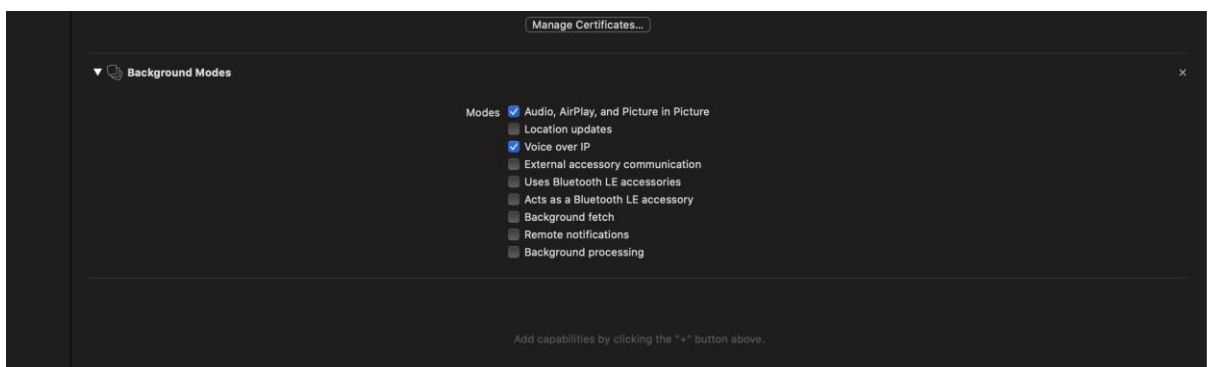 Manage Certificates...
Background Modes
Modes Audio, AirPlay, and Picture in Picture
Location updates
Voice over IP
External accessory communication
Uses Bluetooth LE accessories
Acts as a Bluetooth LE accessory
Background fetch
Remote notifications
Background processing
Add capabilities by clicking the "+" button above.